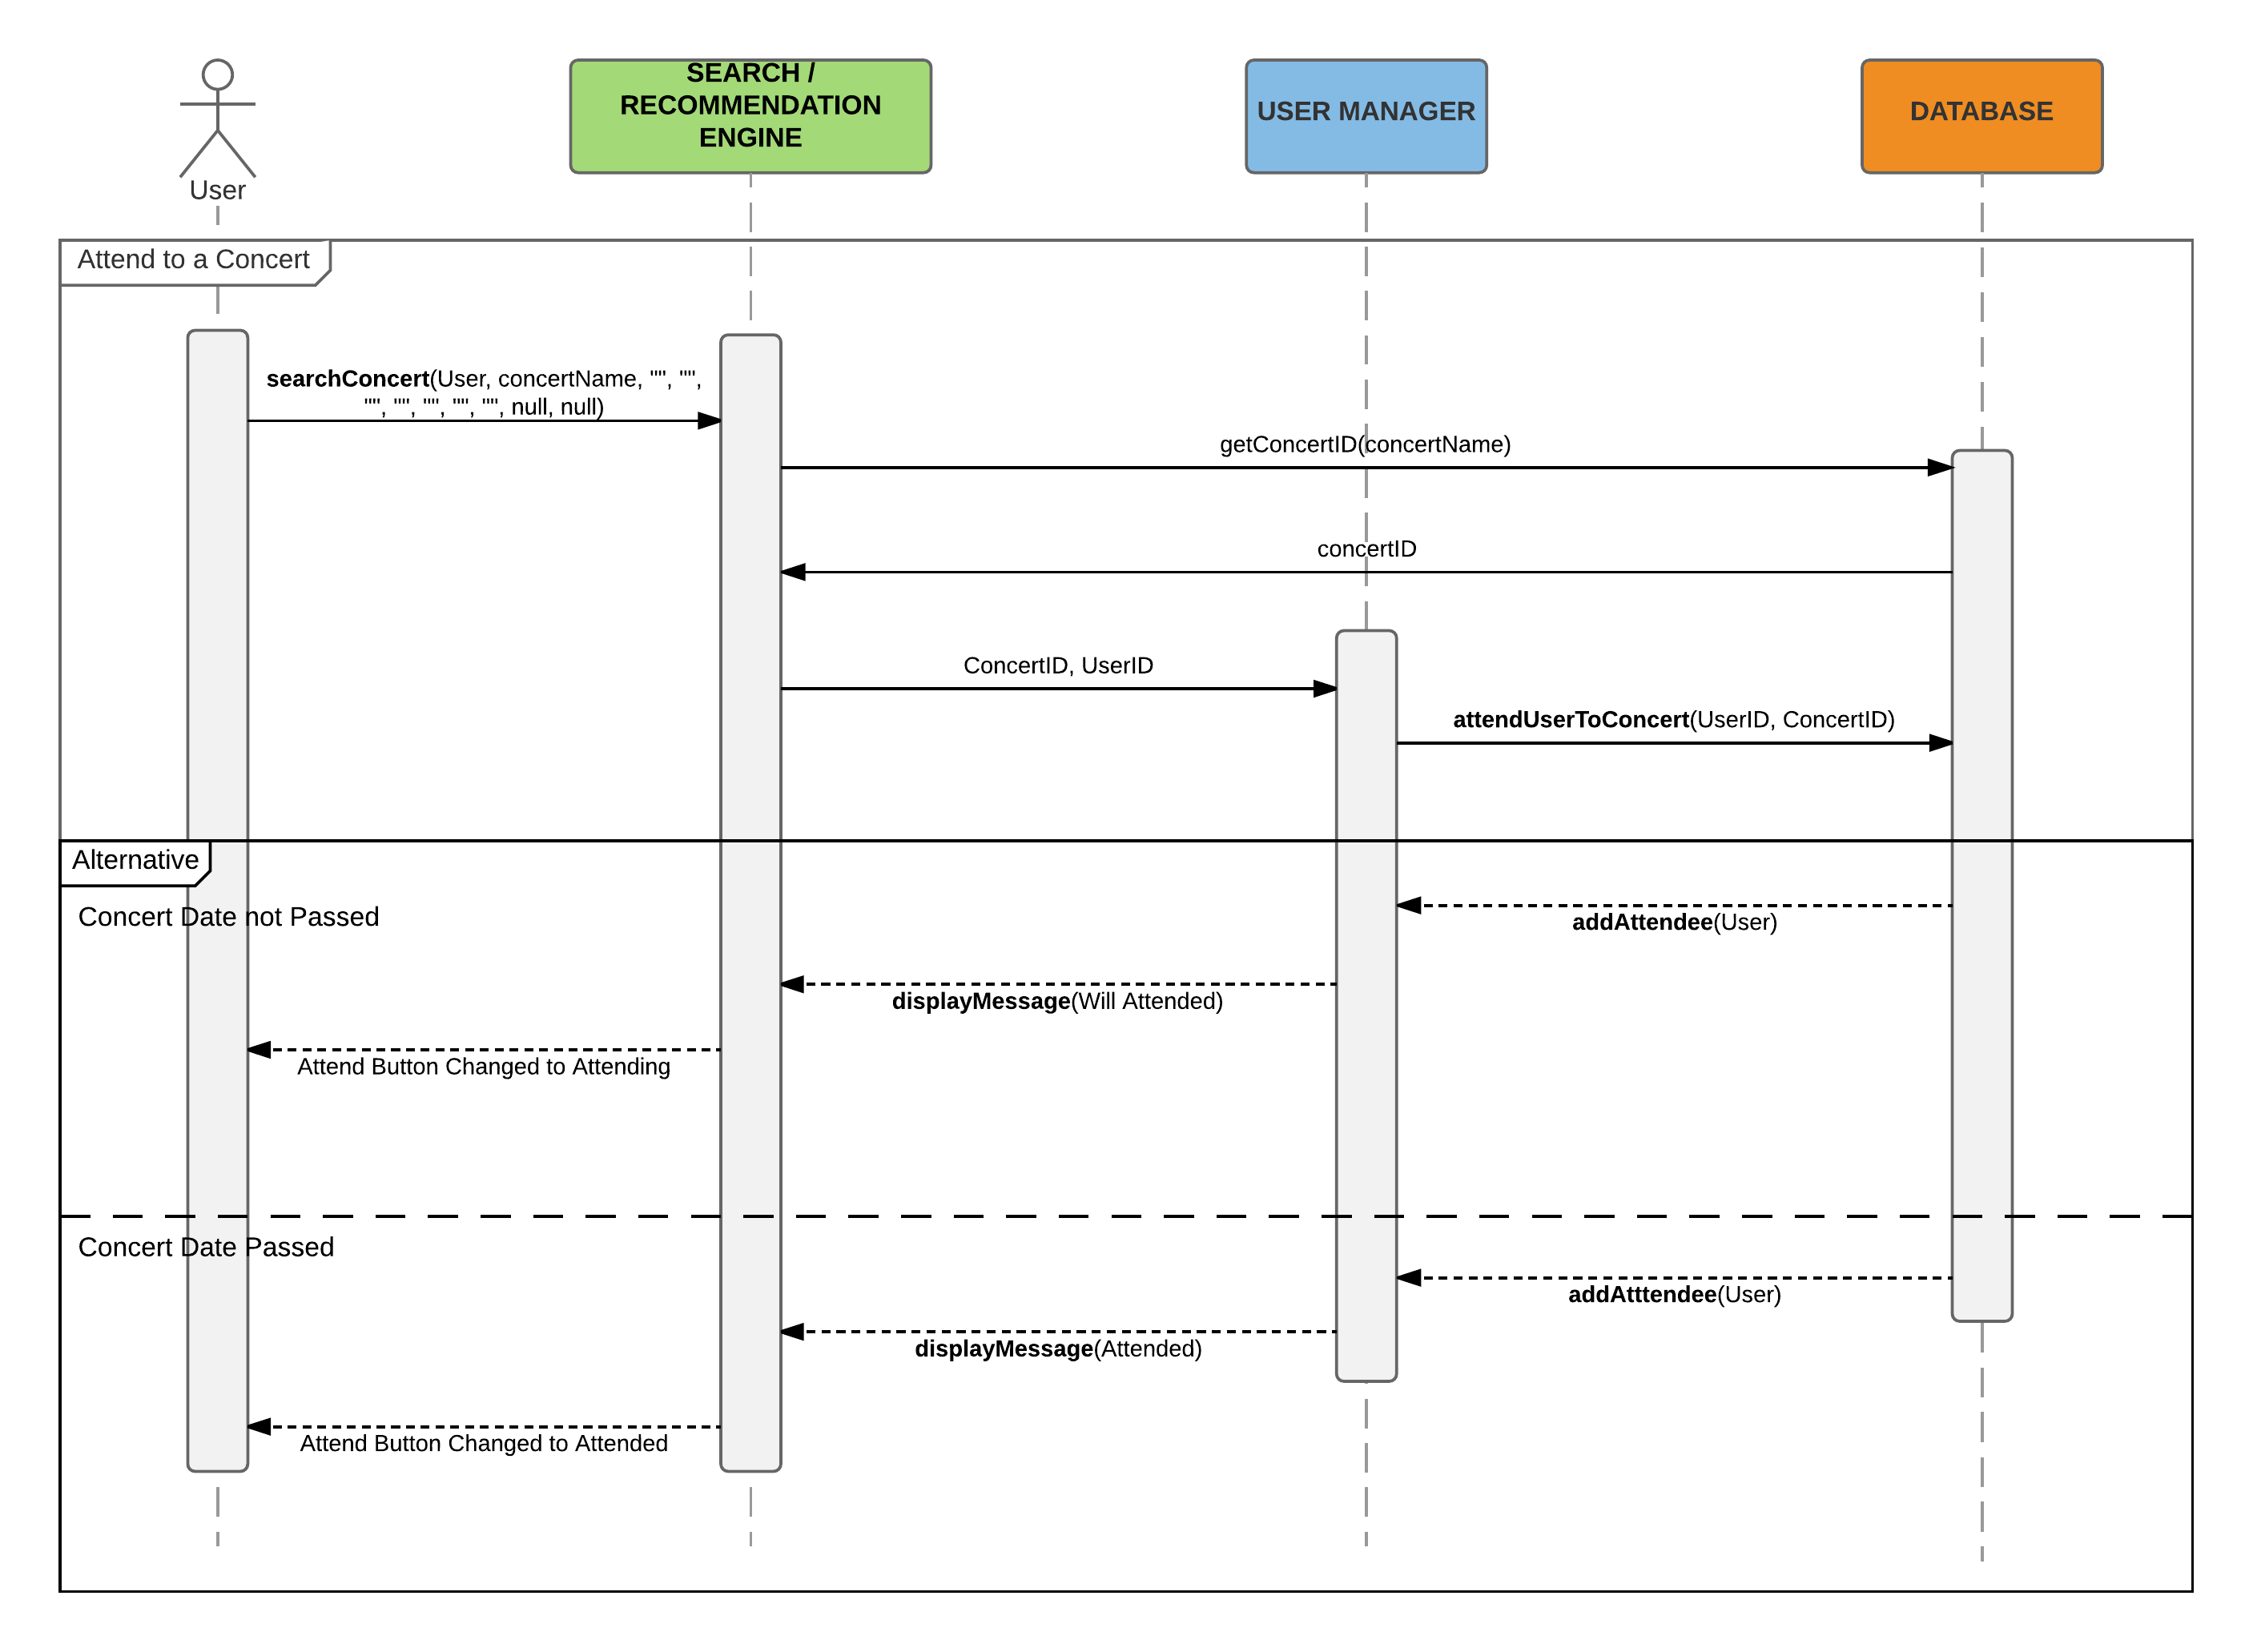 User
SEARCH /
RECOMMENDATION
ENGINE
USER MANAGER
DATABASE
Attend to a Concert
searchConcert(User, concertName, "", "",
"", "", "", "", "", null, null)
getConcertID(concertName)
concertID
ConcertID, UserID
attendUserToConcert(UserID, ConcertID)
Alternative
Concert Date not Passed
addAttendee(User)
displayMessage(Will Attended)
Attend Button Changed to Attending
Concert Date Passed
addAtttendee(User)
displayMessage(Attended)
Attend Button Changed to Attended